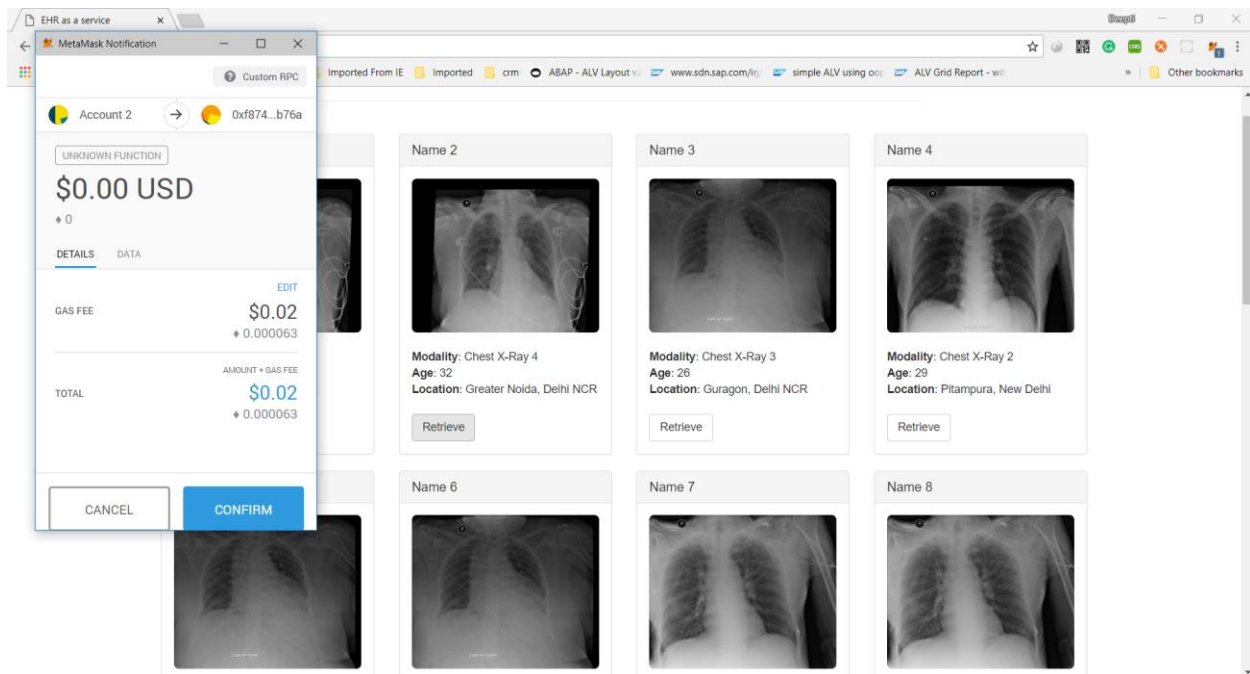 EHR as a service
Deepti
MetaMask Notification
Custom RPC
Account 2
0xf874...b76a
UNKNOWN FUNCTION
$0.00 USD
0
DETAILS DATA
EDIT
GAS FEE $0.02
0.000063
AMOUNT + GAS FEE
TOTAL $0.02
0.000063
CANCEL CONFIRM
Imported From IE Imported crm ABAP - ALV Layout www.sdn.sap.com/irj simple ALV using oop ALV Grid Report - wit Other bookmarks
Name 2 Name 3 Name 4
Modality: Chest X-Ray 4
Age: 32
Location: Greater Noida, Delhi NCR
Retrieve
Modality: Chest X-Ray 3
Age: 26
Location: Guragon, Delhi NCR
Retrieve
Modality: Chest X-Ray 2
Age: 29
Location: Pitampura, New Delhi
Retrieve
Name 6 Name 7 Name 8